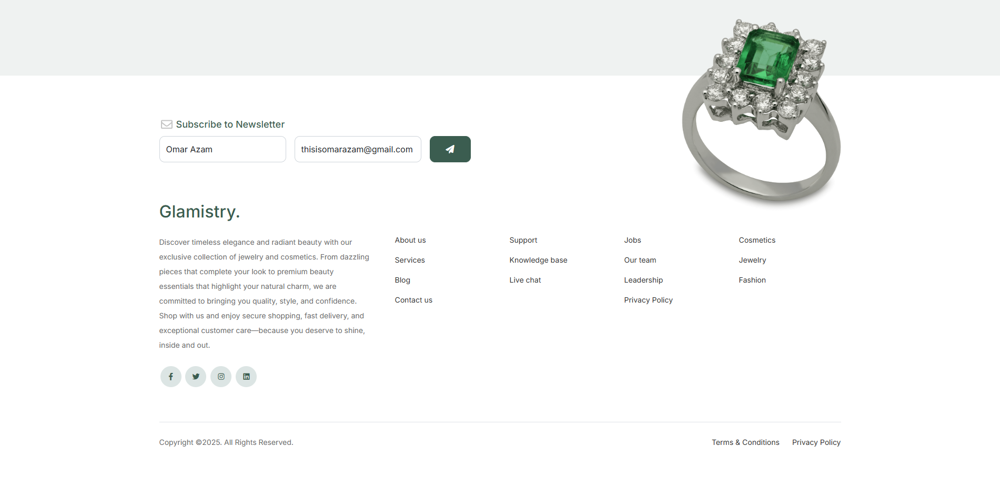 Subscribe to Newsletter
Omar Azam
thisisomarazam@gmail.com
Glamistry.
Discover timeless elegance and radiant beauty with our
exclusive collection of jewelry and cosmetics. From dazzling
pieces that complete your look to premium beauty
essentials that highlight your natural charm, we are
committed to bringing you quality, style, and confidence.
Shop with us and enjoy secure shopping, fast delivery, and
exceptional customer care—because you deserve to shine,
inside and out.
About us
Services
Blog
Contact us
Support
Knowledge base
Live chat
Jobs
Our team
Leadership
Privacy Policy
Cosmetics
Jewelry
Fashion
Copyright ©2025. All Rights Reserved.
Terms & Conditions
Privacy Policy